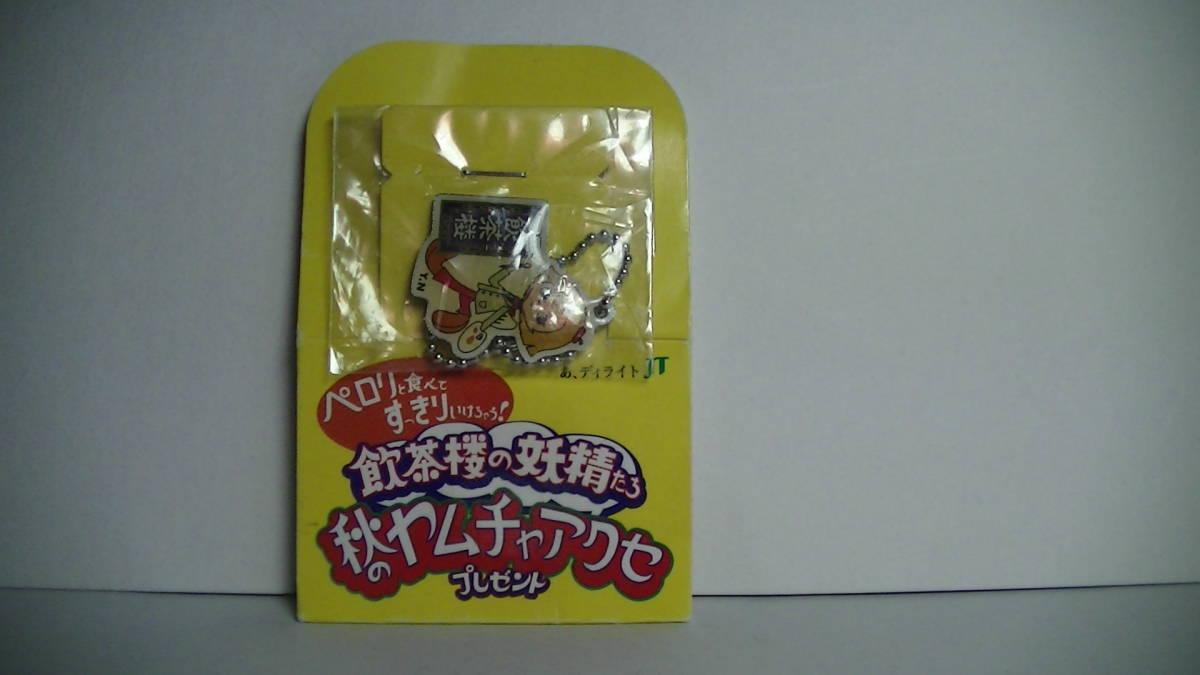 飲茶楼
Y.N
あ、ディライト JT
ペロリと食べて
すっきりいけちゃう!
飲茶楼の妖精たち
秋のヤムチャアクセ
プレゼント